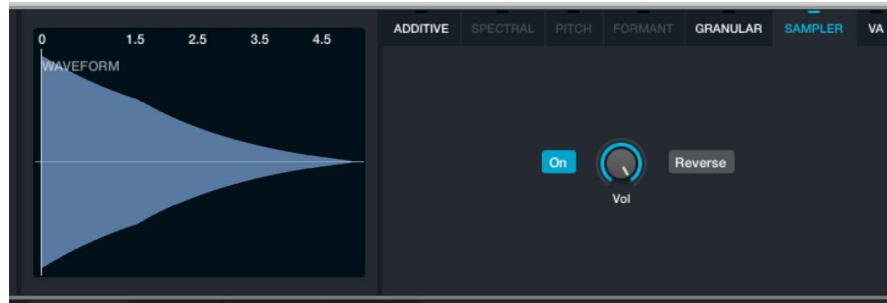 0 1.5 2.5 3.5 4.5
WAVEFORM
ADDITIVE SPECTRAL PITCH FORMANT GRANULAR SAMPLER VA
On Reverse
Vol